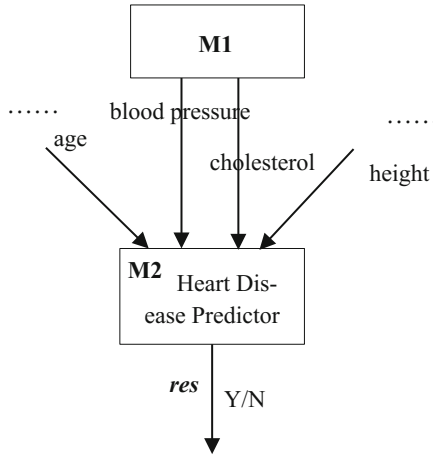 M1
......
blood pressure
.....
age
cholesterol
height
M2 Heart Dis-
ease Predictor
res
Y/N